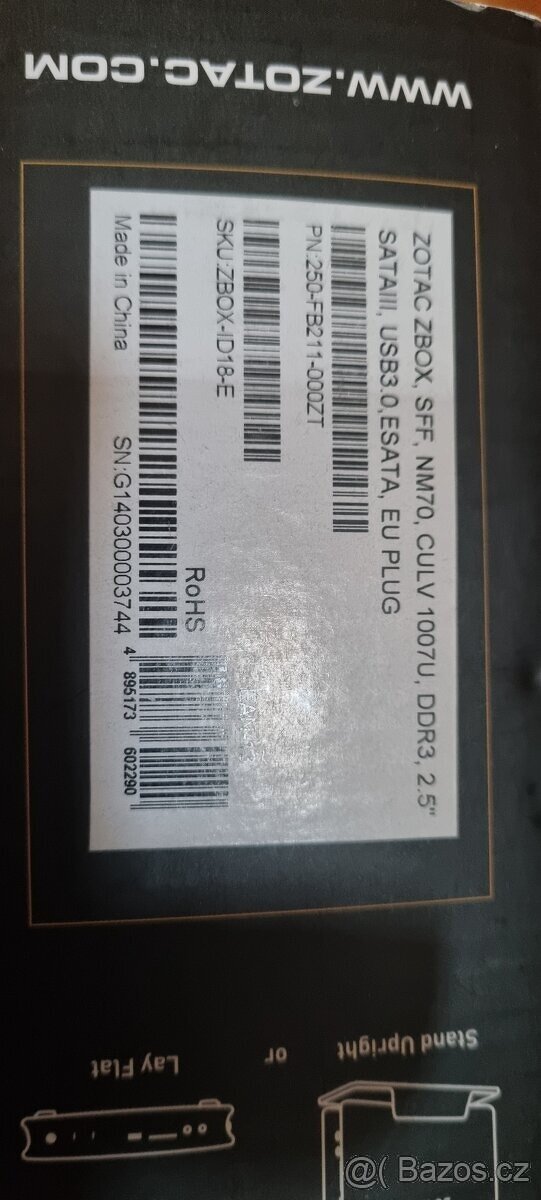 WWW.ZOTAC.COM
ZOTAC ZBOX, SFF, NM70, CULV 1007U, DDR3, 2.5"
SATAIII, USB3.0,ESATA, EU PLUG
PN:250-FB211-000ZT
SKU:ZBOX-ID18-E
RoHS
Made in China
SN:G140300003744
4 895173 602290
Stand Upright
or
Lay Flat
@( Bazos.cz